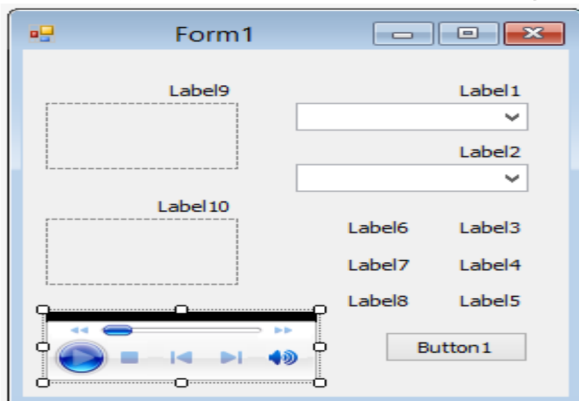 Form1
Label9 Label1
Label2
Label10
Label6 Label3
Label7 Label4
Label8 Label5
Button1